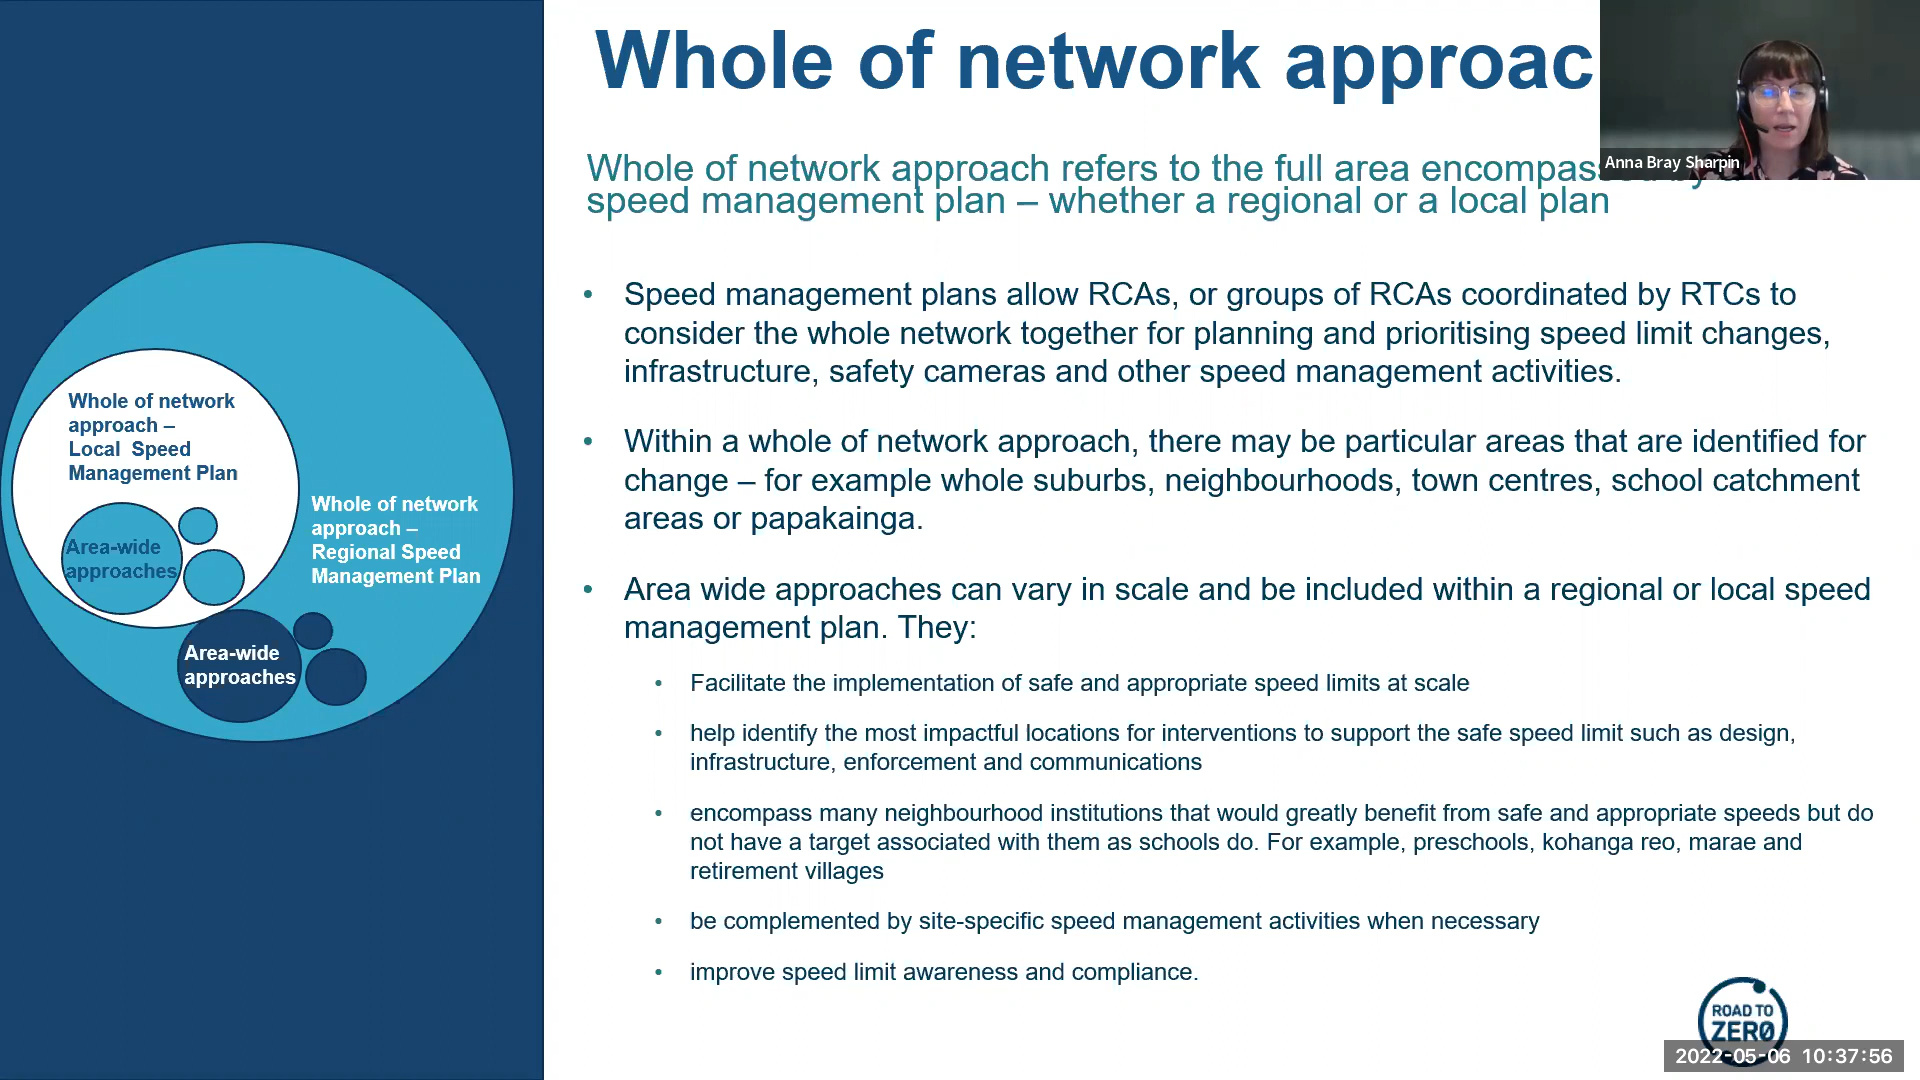 Whole of network approac
Anna Bray Sharpin
Whole of network approach refers to the full area
speed management plan – whether a regional or a local plan
• Speed management plans allow RCAs, or groups of RCAs coordinated by RTCs to
consider the whole network together for planning and prioritising speed limit changes,
infrastructure, safety cameras and other speed management activities.
• Within a whole of network approach, there may be particular areas that are identified for
change – for example whole suburbs, neighbourhoods, town centres, school catchment
areas or papakainga.
• Area wide approaches can vary in scale and be included within a regional or local speed
management plan. They:
• Facilitate the implementation of safe and appropriate speed limits at scale
• help identify the most impactful locations for interventions to support the safe speed limit such as design,
infrastructure, enforcement and communications
• encompass many neighbourhood institutions that would greatly benefit from safe and appropriate speeds but do
not have a target associated with them as schools do. For example, preschools, kohanga reo, marae and
retirement villages
• be complemented by site-specific speed management activities when necessary
• improve speed limit awareness and compliance.
Whole of network
approach –
Local Speed
Management Plan
Area-wide
approaches
Whole of network
approach –
Regional Speed
Management Plan
Area-wide
approaches
ROAD TO
ZERO
2022-05-06 10:37:56